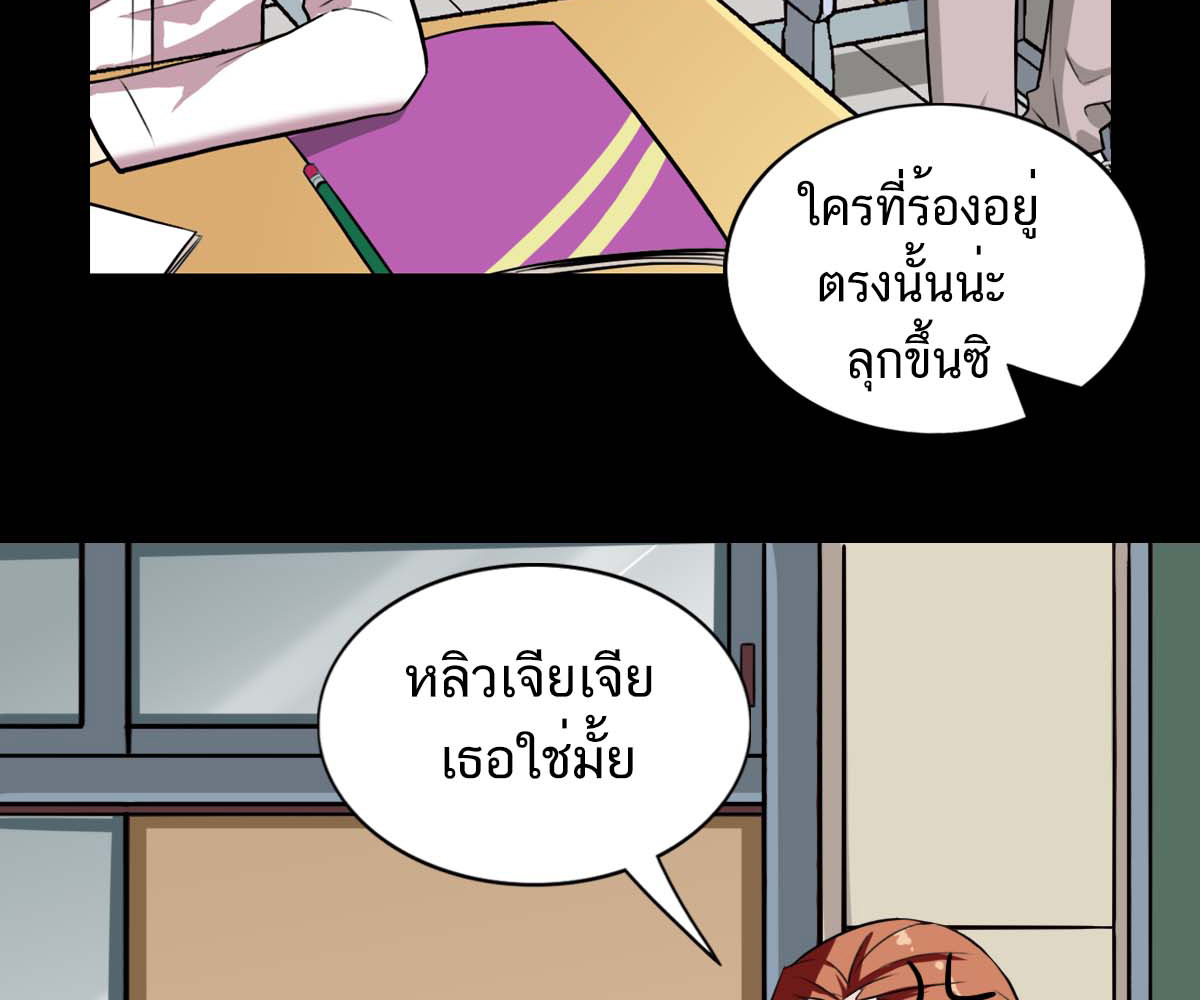 ใครที่ร้องอยู่
ตรงนั้นน่ะ
ลุกขึ้นซิ
หลิวเจียเจีย
เธอใช่มั้ย